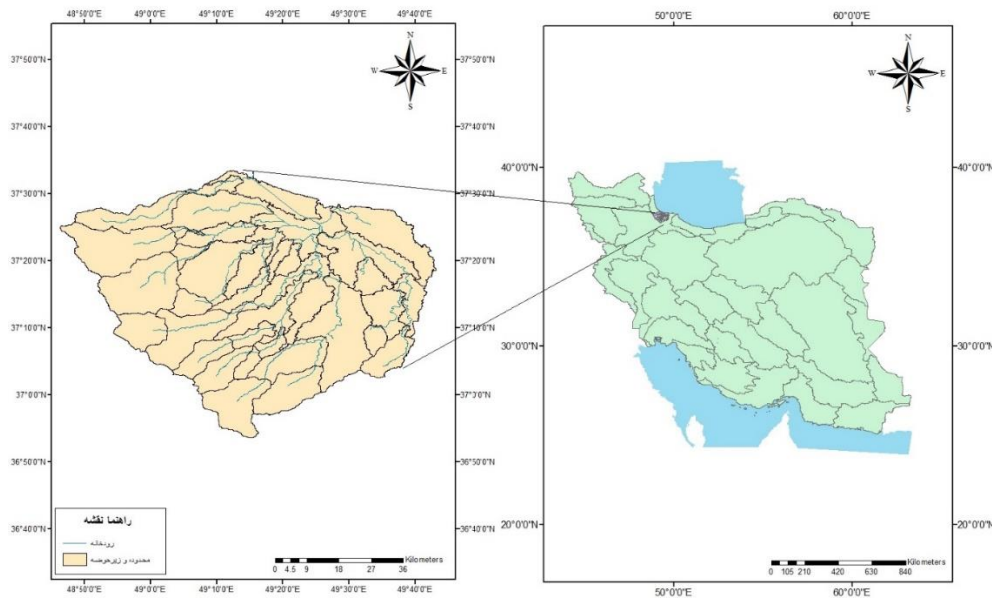 48°50'0"E 49°0'0"E 49°10'0"E 49°20'0"E 49°30'0"E 49°40'0"E
N
W E
S
37°50'0"N 37°50'0"N
37°40'0"N 37°40'0"N
37°30'0"N 37°30'0"N
37°20'0"N 37°20'0"N
37°10'0"N 37°10'0"N
37°0'0"N 37°0'0"N
36°50'0"N 36°50'0"N
36°40'0"N 36°40'0"N
راهنما نقشه
رودخانه
محدوده و زیرحوضه
Kilometers
0 4.5 9 18 27 36
48°50'0"E 49°0'0"E 49°10'0"E 49°20'0"E 49°30'0"E 49°40'0"E
50°0'0"E 60°0'0"E
N
W E
S
40°0'0"N 40°0'0"N
30°0'0"N 30°0'0"N
20°0'0"N 20°0'0"N
Kilometers
0 105 210 420 630 840
50°0'0"E 60°0'0"E